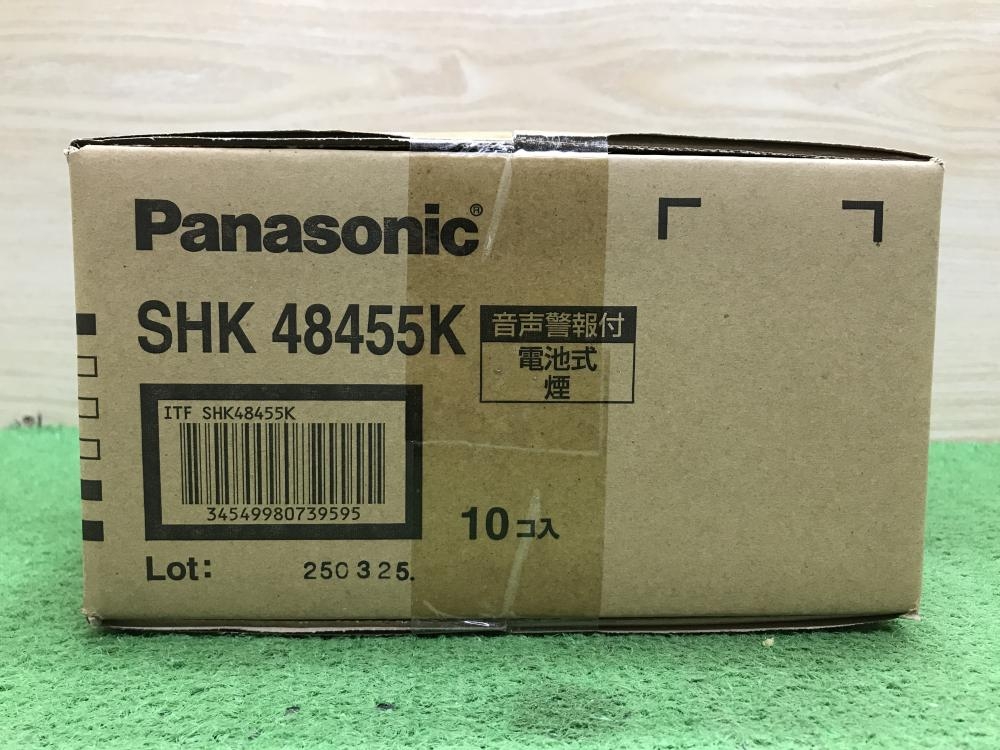 Panasonic®
SHK 48455K
音声警報付
電池式
煙
ITF SHK48455K
34549980739595
10コ入
Lot: 250325.